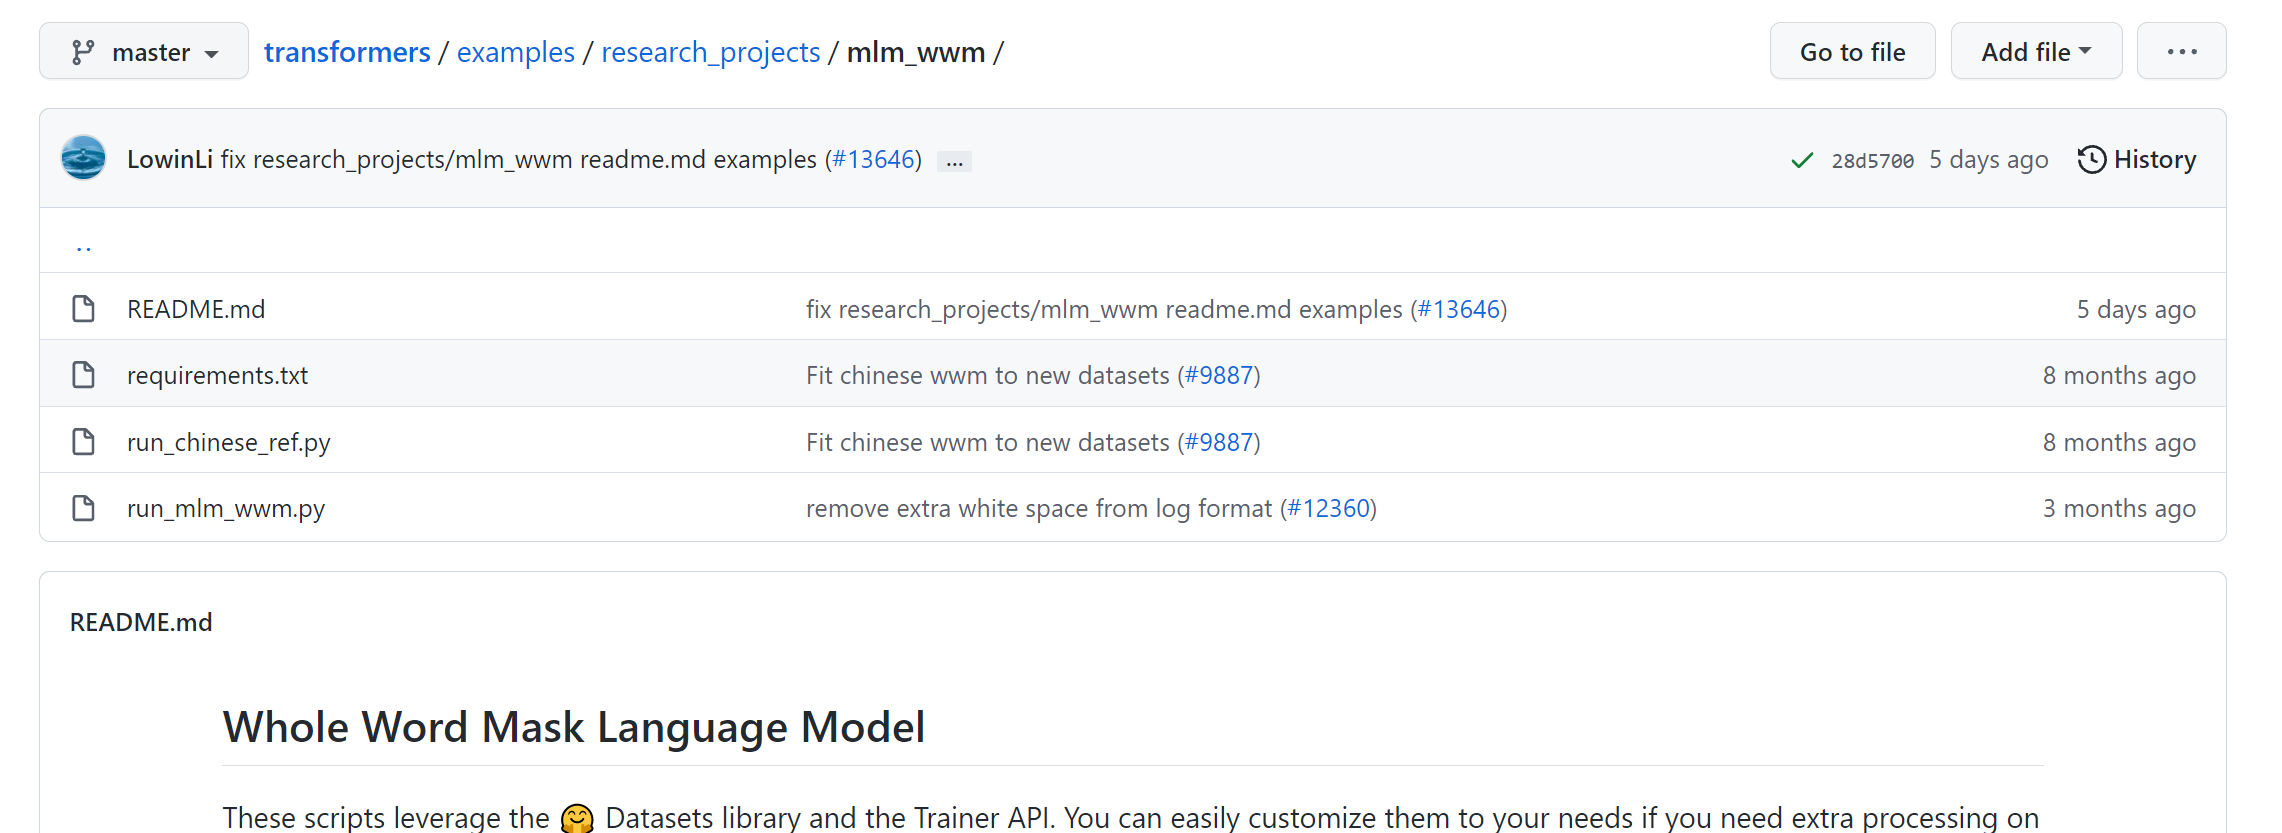 master transformers / examples / research_projects / mlm_wwm / Go to file Add file ...
LowinLi fix research_projects/mlm_wwm readme.md examples (#13646) ... 28d5700 5 days ago History
..
README.md fix research_projects/mlm_wwm readme.md examples (#13646) 5 days ago
requirements.txt Fit chinese wwm to new datasets (#9887) 8 months ago
run_chinese_ref.py Fit chinese wwm to new datasets (#9887) 8 months ago
run_mlm_wwm.py remove extra white space from log format (#12360) 3 months ago
README.md
Whole Word Mask Language Model
These scripts leverage the 🤗 Datasets library and the Trainer API. You can easily customize them to your needs if you need extra processing on